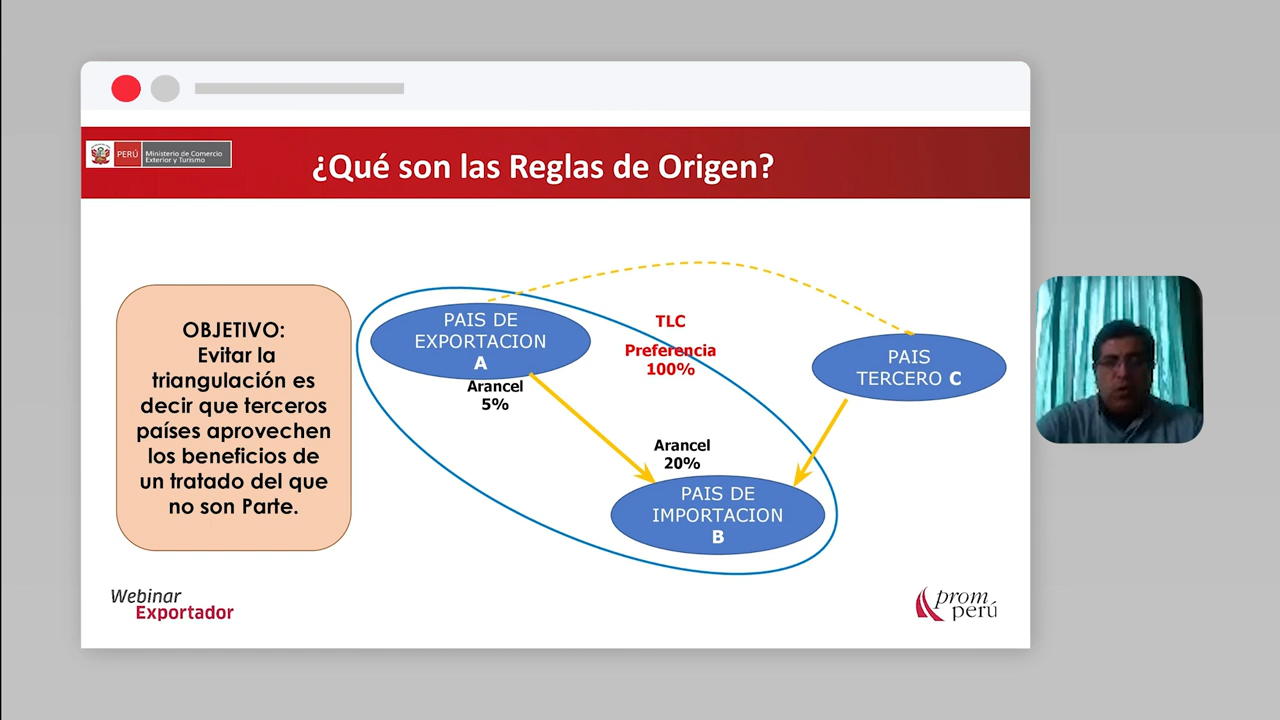 PERÚ
Ministerio de Comercio
Exterior y Turismo
¿Qué son las Reglas de Origen?
OBJETIVO:
Evitar la
triangulación es
decir que terceros
países aprovechen
los beneficios de
un tratado del que
no son Parte.
PAIS DE
EXPORTACION
A
Arancel
5%
TLC
Preferencia
100%
PAIS
TERCERO C
Arancel
20%
PAIS DE
IMPORTACION
B
Webinar
Exportador
prom
perú